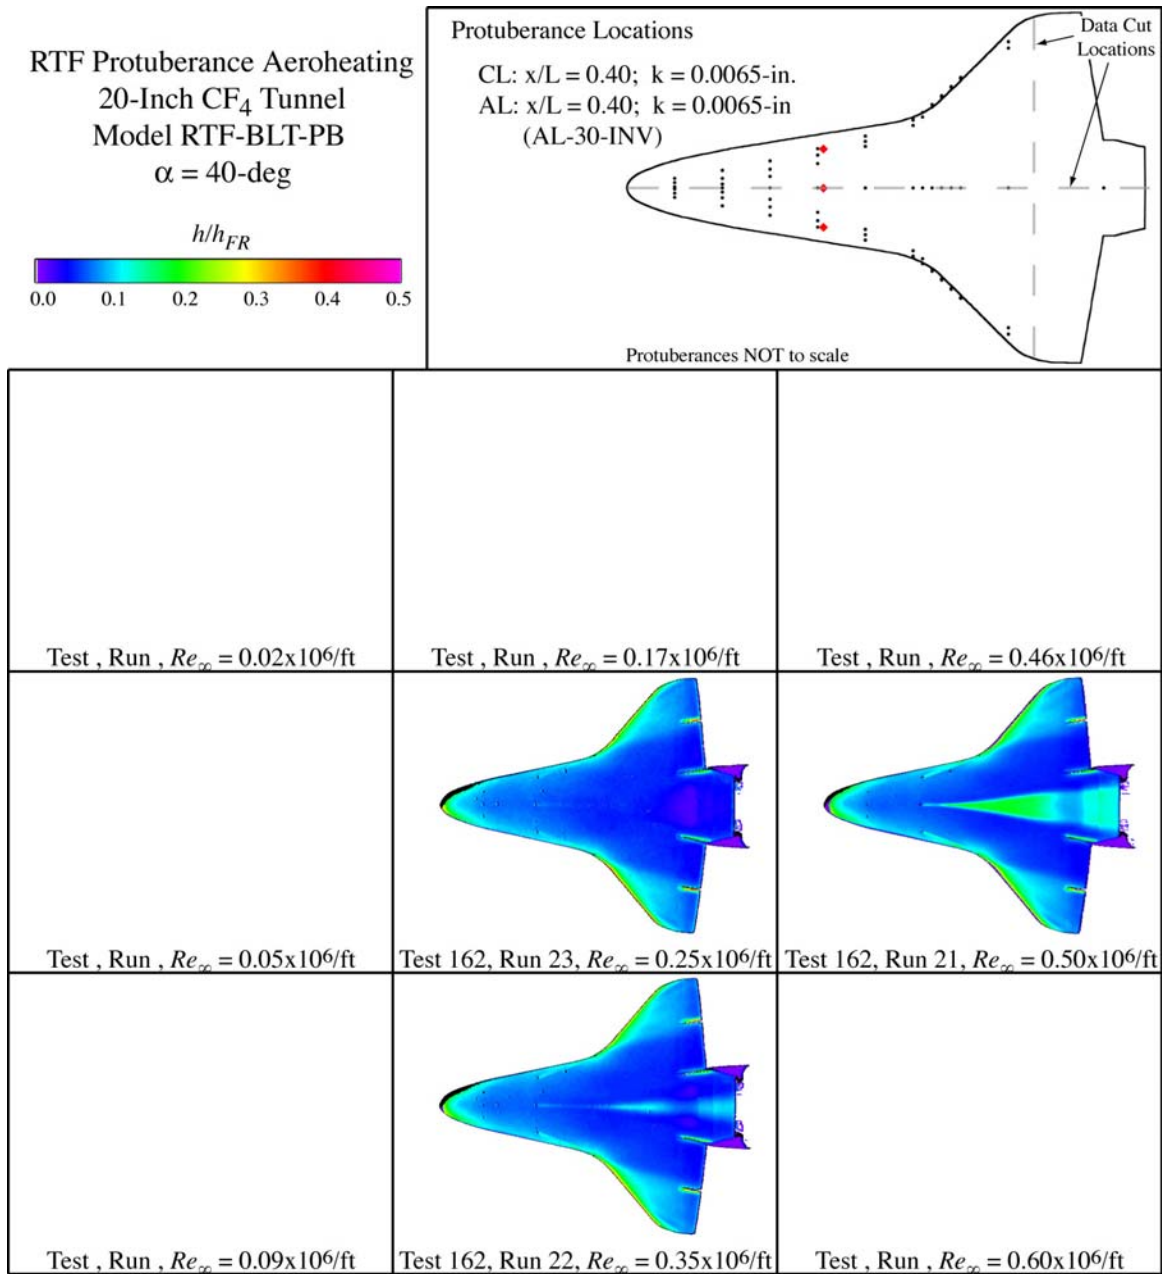 RTF Protuberance Aeroheating
20-Inch CF4 Tunnel
Model RTF-BLT-PB
α = 40-deg
h/hFR
0.0 0.1 0.2 0.3 0.4 0.5
Protuberance Locations
CL: x/L = 0.40; k = 0.0065-in.
AL: x/L = 0.40; k = 0.0065-in
(AL-30-INV)
Data Cut
Locations
Protuberances NOT to scale
Test , Run , Re∞ = 0.02x10⁶/ft
Test , Run , Re∞ = 0.17x10⁶/ft
Test , Run , Re∞ = 0.46x10⁶/ft
Test , Run , Re∞ = 0.05x10⁶/ft
Test 162, Run 23, Re∞ = 0.25x10⁶/ft
Test 162, Run 21, Re∞ = 0.50x10⁶/ft
Test , Run , Re∞ = 0.09x10⁶/ft
Test 162, Run 22, Re∞ = 0.35x10⁶/ft
Test , Run , Re∞ = 0.60x10⁶/ft